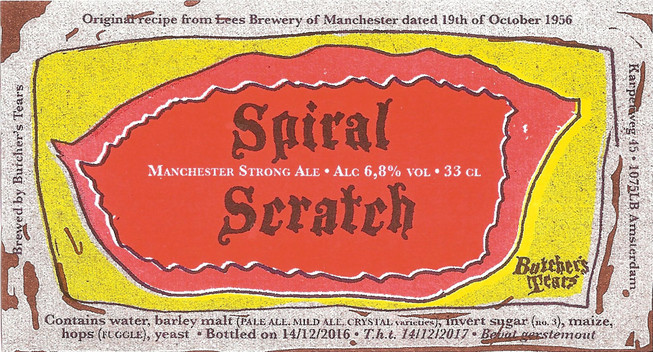 Original recipe from Lees Brewery of Manchester dated 19th of October 1956
Brewed by Butcher's Tears
Spiral
MANCHESTER STRONG ALE • ALC 6,8% VOL • 33 CL
Scratch
Karperweg 45 • 1075LB Amsterdam
Butcher's
Tears
Contains water, barley malt (PALE ALE, MILD ALE, CRYSTAL varieties), invert sugar (no. 3), maize,
hops (FUGGLE), yeast • Bottled on 14/12/2016 • T.h.t. 14/12/2017 • Bevat gerstemout